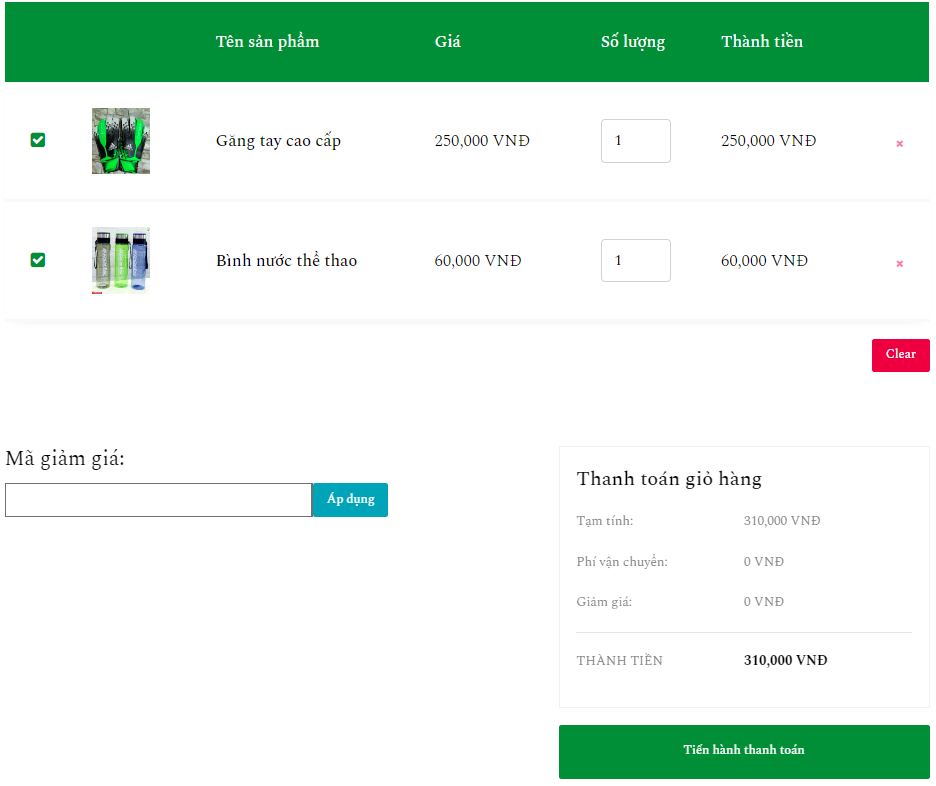 Tên sản phẩm Giá Số lượng Thành tiền
Găng tay cao cấp 250,000 VNĐ 1 250,000 VNĐ
Bình nước thể thao 60,000 VNĐ 1 60,000 VNĐ
Clear
Mã giảm giá:
Áp dụng
Thanh toán giỏ hàng
Tạm tính: 310,000 VNĐ
Phí vận chuyển: 0 VNĐ
Giảm giá: 0 VNĐ
THÀNH TIỀN 310,000 VNĐ
Tiến hành thanh toán